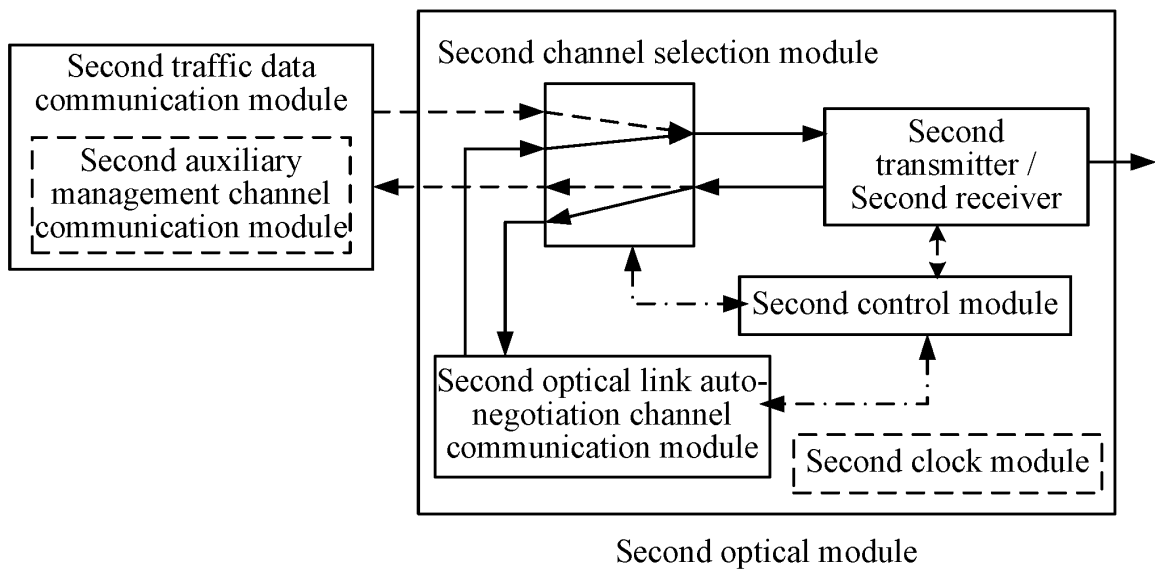 Second traffic data
communication module
Second auxiliary
management channel
communication module
Second channel selection module
Second
transmitter /
Second receiver
Second control module
Second optical link auto-
negotiation channel
communication module
Second clock module
Second optical module